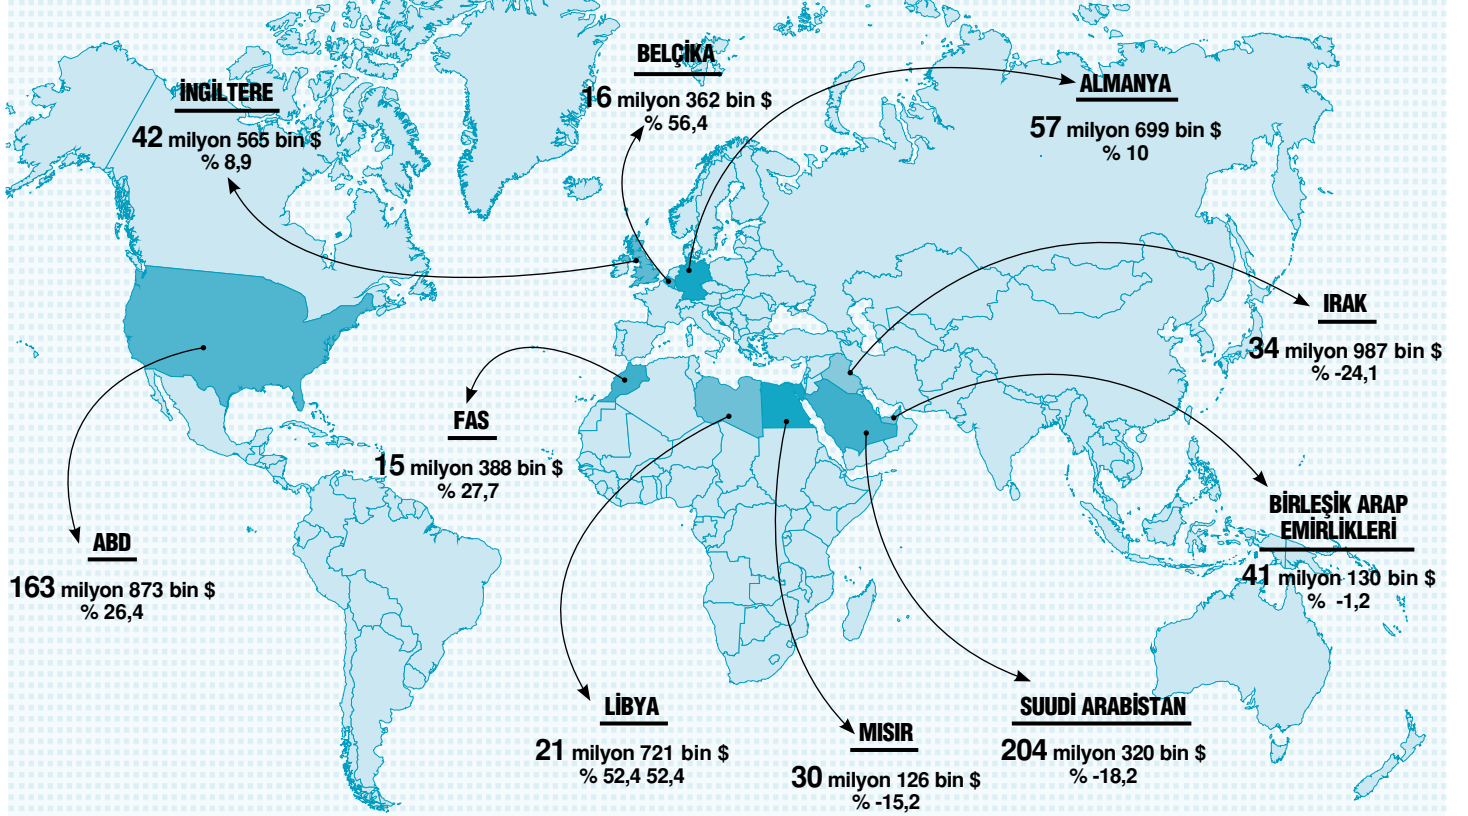 BELÇİKA
16 milyon 362 bin $
% 56,4
İNGİLTERE
42 milyon 565 bin $
% 8,9
ALMANYA
57 milyon 699 bin $
% 10
IRAK
34 milyon 987 bin $
% -24,1
FAS
15 milyon 388 bin $
% 27,7
BİRLEŞİK ARAP
EMİRLİKLERİ
41 milyon 130 bin $
% -1,2
ABD
163 milyon 873 bin $
% 26,4
LİBYA
21 milyon 721 bin $
% 52,4 52,4
MISIR
30 milyon 126 bin $
% -15,2
SUUDİ ARABİSTAN
204 milyon 320 bin $
% -18,2